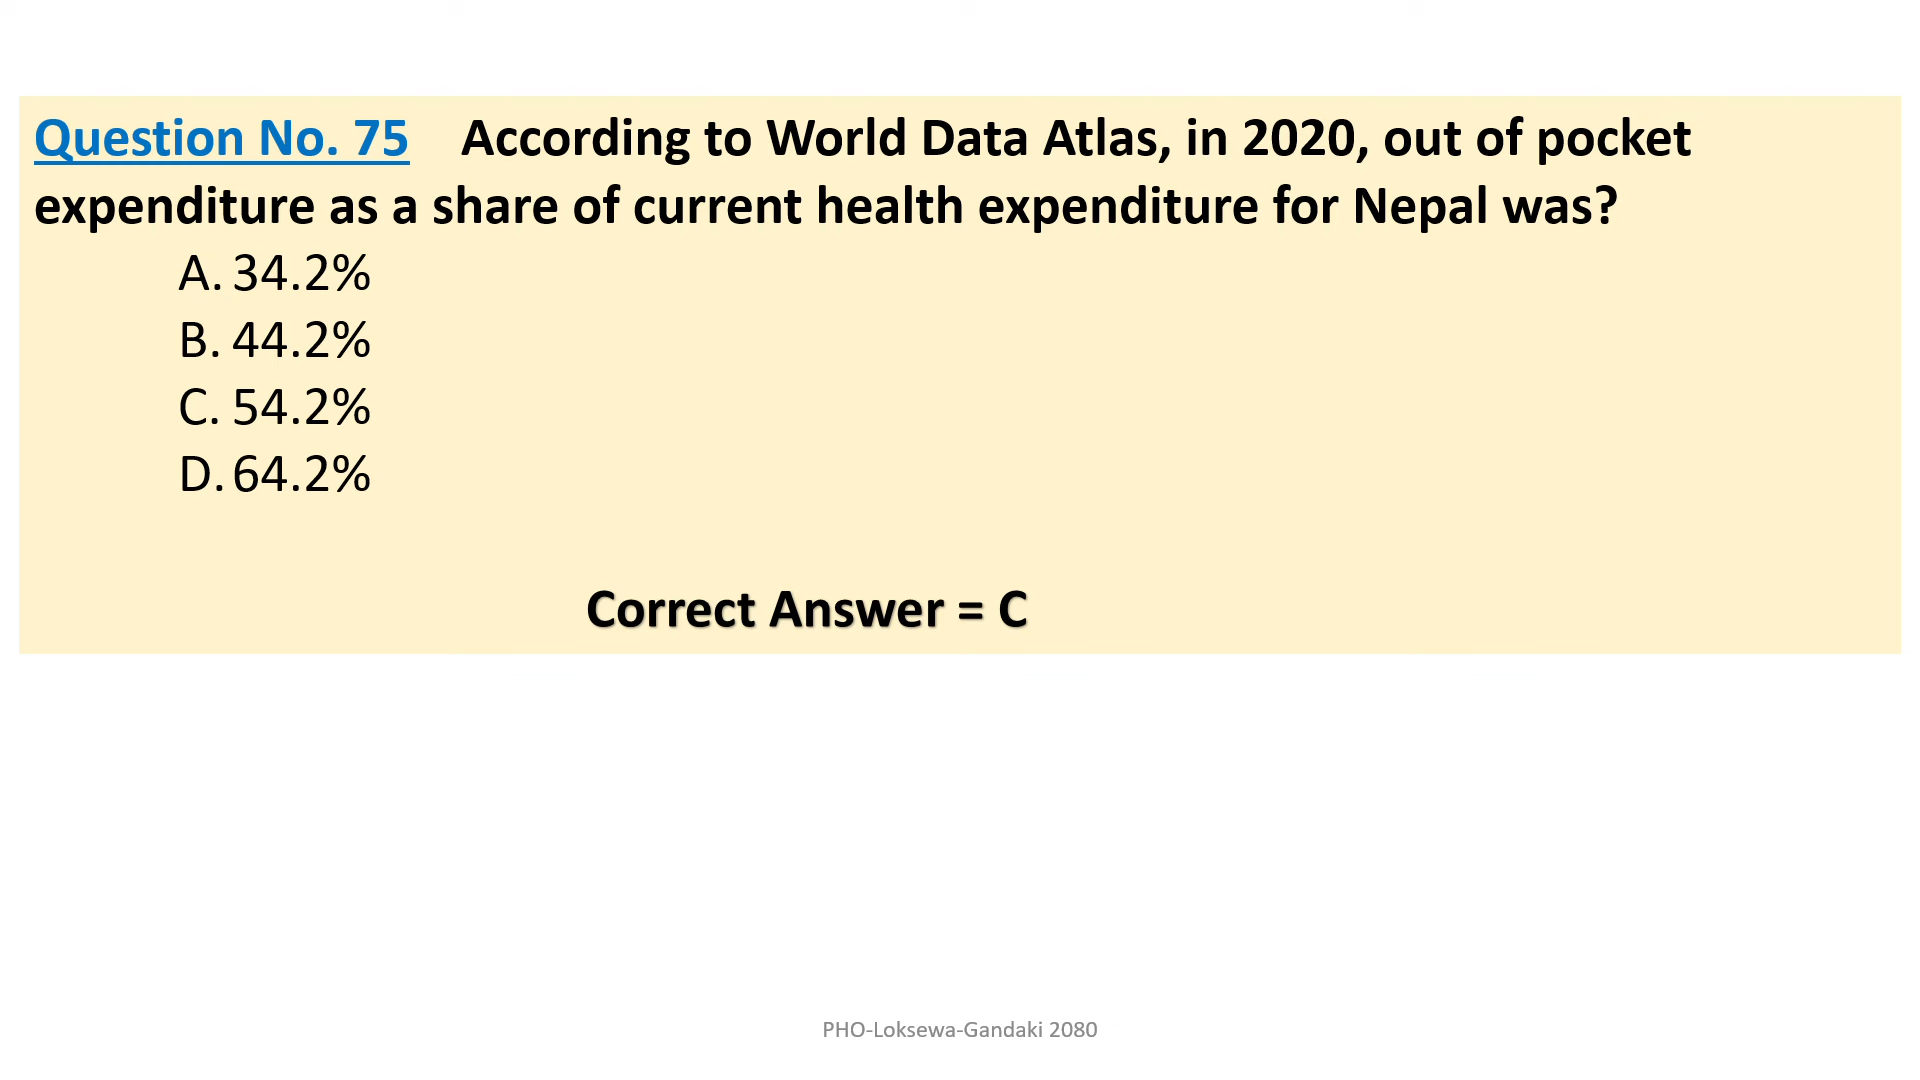 Question No. 75 According to World Data Atlas, in 2020, out of pocket
expenditure as a share of current health expenditure for Nepal was?
A. 34.2%
B. 44.2%
C. 54.2%
D. 64.2%
Correct Answer = C
PHO-Loksewa-Gandaki 2080